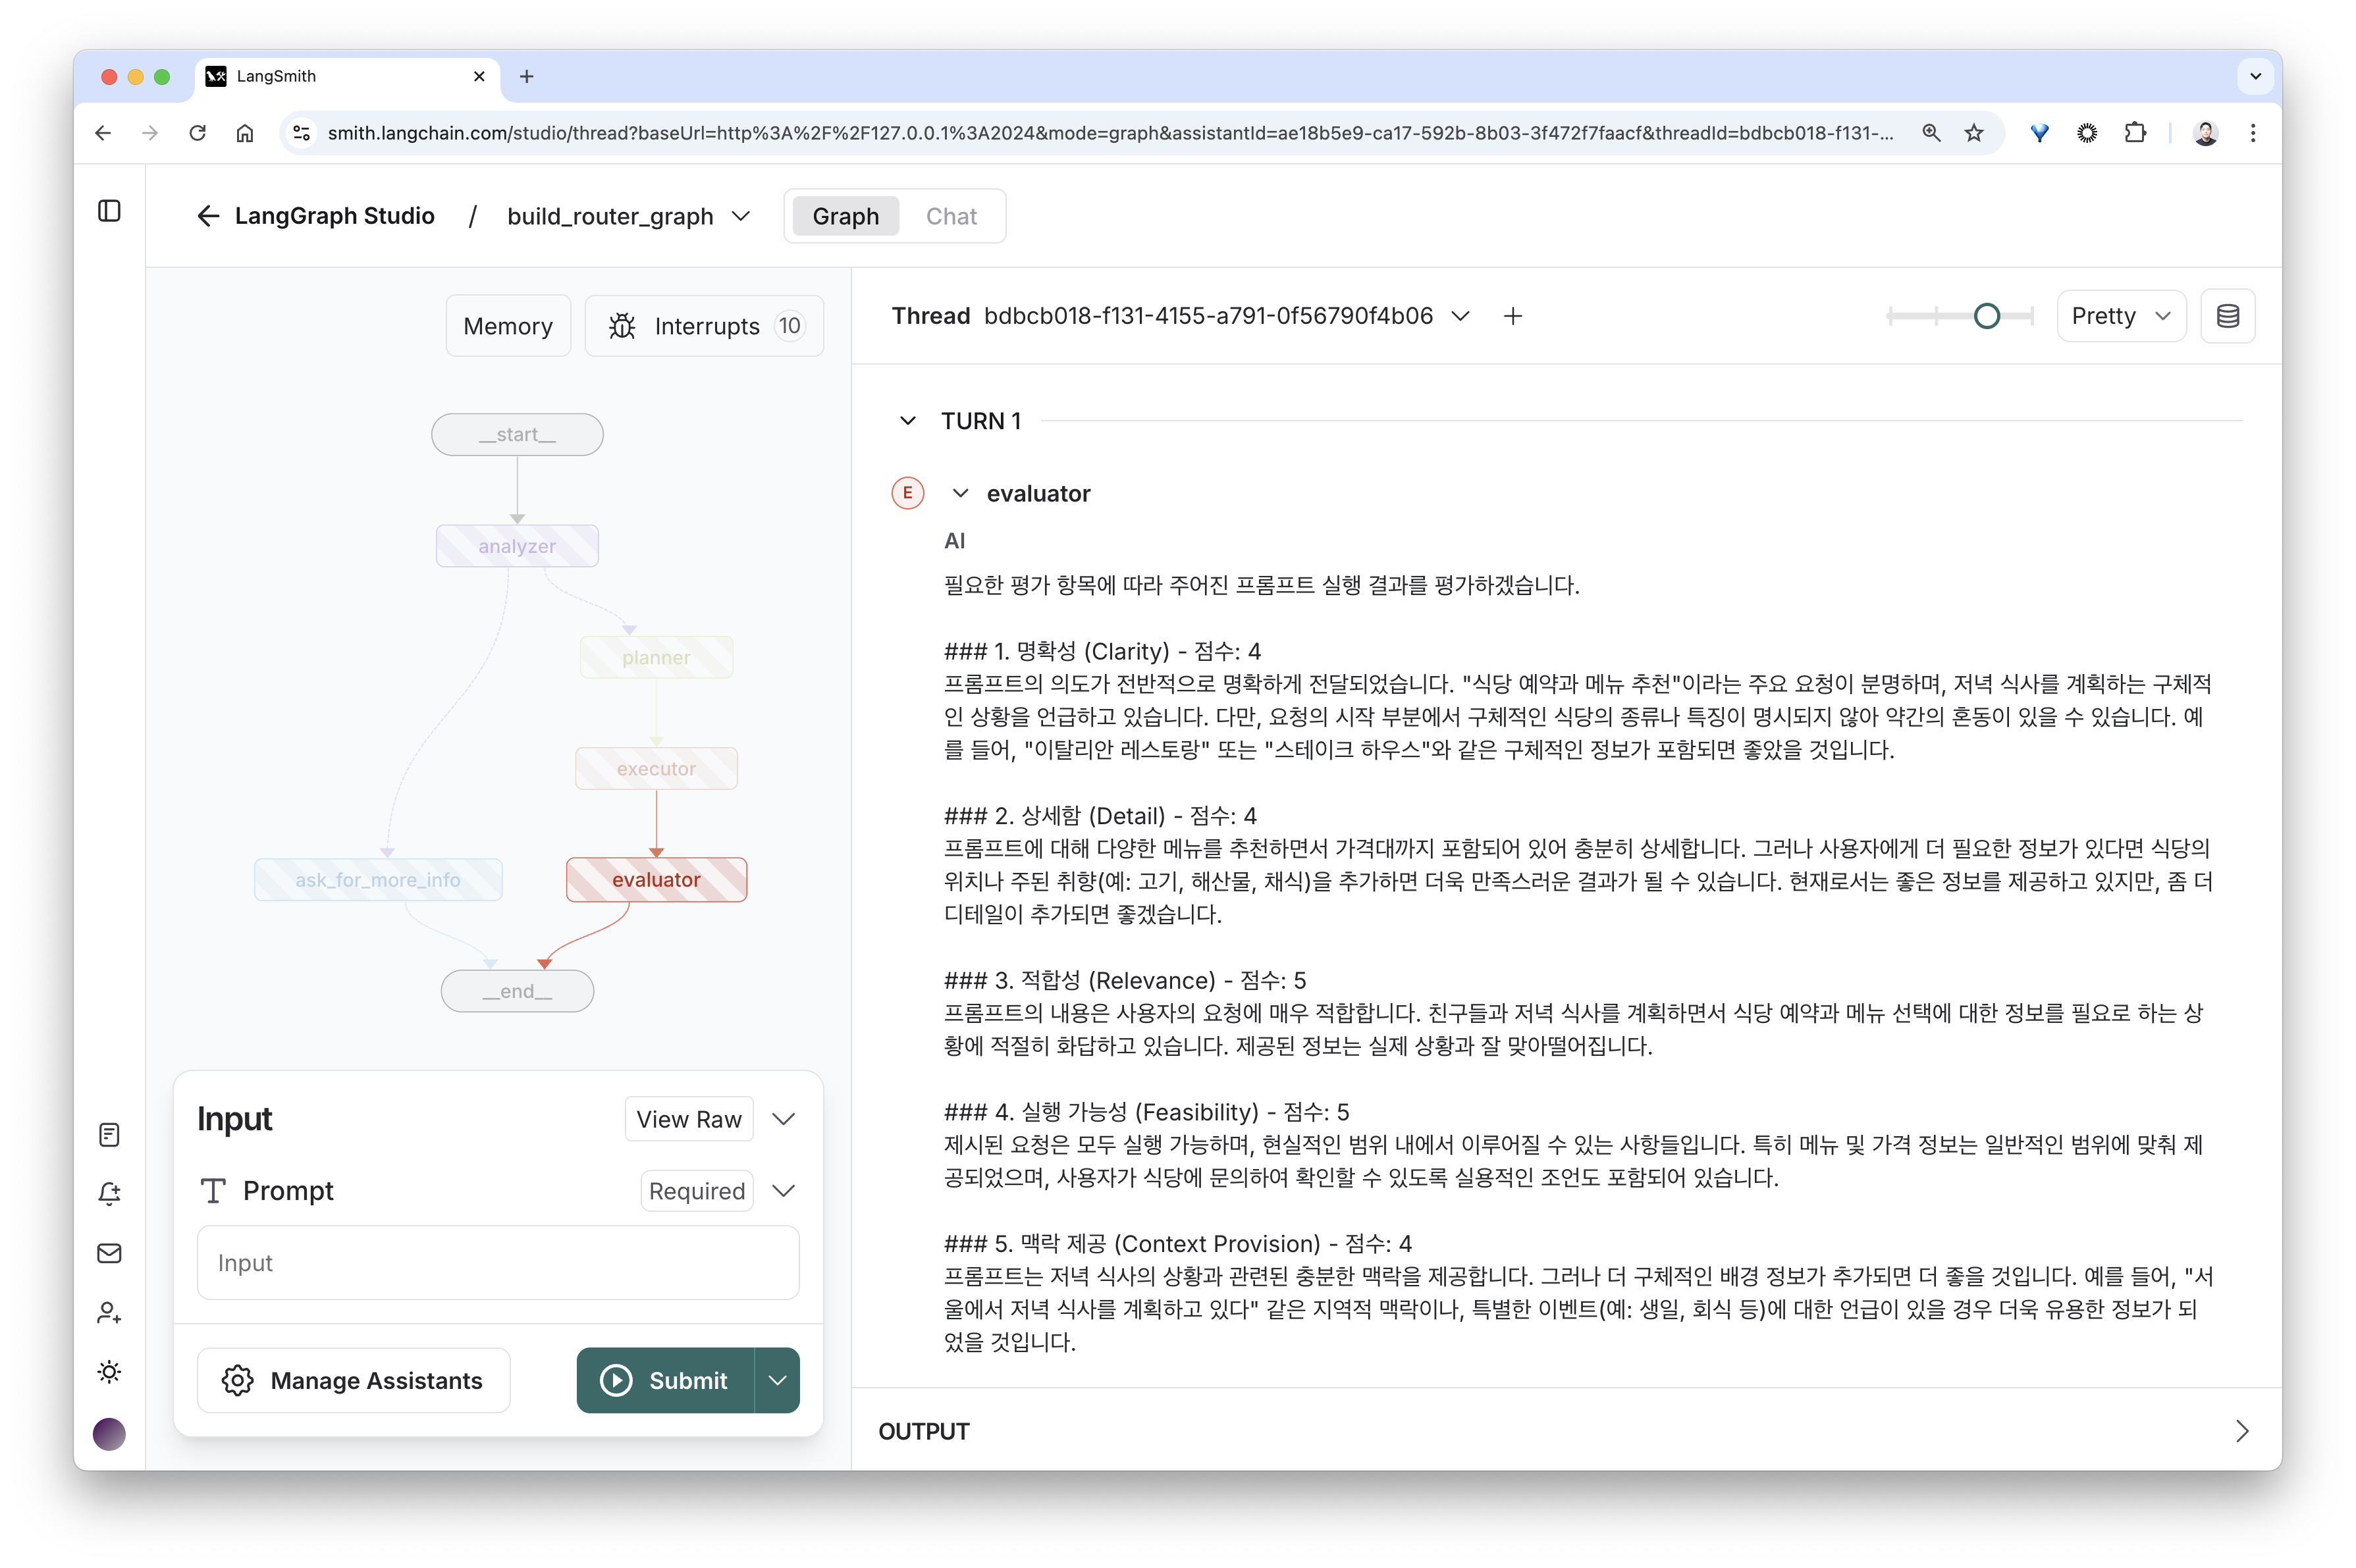 LangSmith
smith.langchain.com/studio/thread?baseUrl=http%3A%2F%2F127.0.0.1%3A2024&mode=graph&assistantId=ae18b5e9-ca17-592b-8b03-3f472f7faacf&threadId=bdbcb018-f131-...
LangGraph Studio / build_router_graph Graph Chat
Memory Interrupts 10
__start__
analyzer
planner
executor
ask_for_more_info evaluator
__end__
Input View Raw
Prompt Required
Input
Manage Assistants Submit
Thread bdbcb018-f131-4155-a791-0f56790f4b06 Pretty
TURN 1
E evaluator
AI
필요한 평가 항목에 따라 주어진 프롬프트 실행 결과를 평가하겠습니다.
### 1. 명확성 (Clarity) - 점수: 4
프롬프트의 의도가 전반적으로 명확하게 전달되었습니다. "식당 예약과 메뉴 추천"이라는 주요 요청이 분명하며, 저녁 식사를 계획하는 구체적
인 상황을 언급하고 있습니다. 다만, 요청의 시작 부분에서 구체적인 식당의 종류나 특징이 명시되지 않아 약간의 혼동이 있을 수 있습니다. 예
를 들어, "이탈리안 레스토랑" 또는 "스테이크 하우스"와 같은 구체적인 정보가 포함되면 좋았을 것입니다.
### 2. 상세함 (Detail) - 점수: 4
프롬프트에 대해 다양한 메뉴를 추천하면서 가격대까지 포함되어 있어 충분히 상세합니다. 그러나 사용자에게 더 필요한 정보가 있다면 식당의
위치나 주된 취향(예: 고기, 해산물, 채식)을 추가하면 더욱 만족스러운 결과가 될 수 있습니다. 현재로서는 좋은 정보를 제공하고 있지만, 좀 더
디테일이 추가되면 좋겠습니다.
### 3. 적합성 (Relevance) - 점수: 5
프롬프트의 내용은 사용자의 요청에 매우 적합합니다. 친구들과 저녁 식사를 계획하면서 식당 예약과 메뉴 선택에 대한 정보를 필요로 하는 상
황에 적절히 화답하고 있습니다. 제공된 정보는 실제 상황과 잘 맞아떨어집니다.
### 4. 실행 가능성 (Feasibility) - 점수: 5
제시된 요청은 모두 실행 가능하며, 현실적인 범위 내에서 이루어질 수 있는 사항들입니다. 특히 메뉴 및 가격 정보는 일반적인 범위에 맞춰 제
공되었으며, 사용자가 식당에 문의하여 확인할 수 있도록 실용적인 조언도 포함되어 있습니다.
### 5. 맥락 제공 (Context Provision) - 점수: 4
프롬프트는 저녁 식사의 상황과 관련된 충분한 맥락을 제공합니다. 그러나 더 구체적인 배경 정보가 추가되면 더 좋을 것입니다. 예를 들어, "서
울에서 저녁 식사를 계획하고 있다" 같은 지역적 맥락이나, 특별한 이벤트(예: 생일, 회식 등)에 대한 언급이 있을 경우 더욱 유용한 정보가 되
었을 것입니다.
OUTPUT